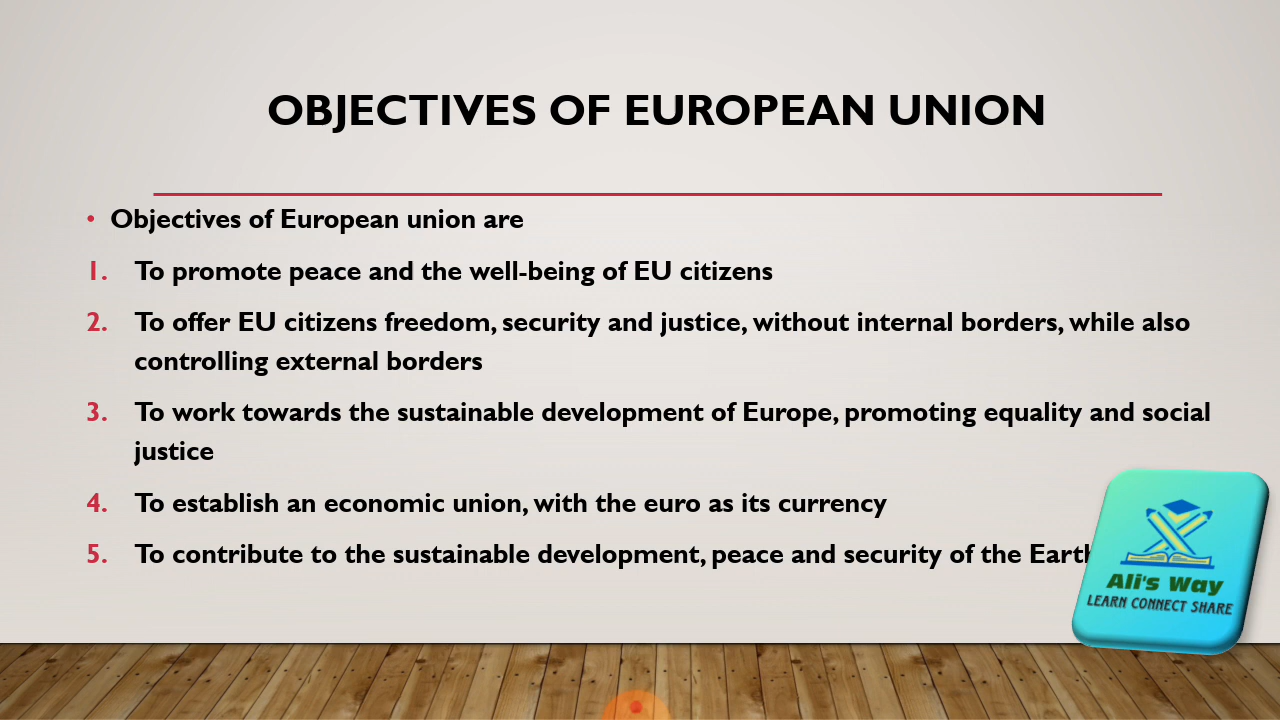 OBJECTIVES OF EUROPEAN UNION
• Objectives of European union are
1. To promote peace and the well-being of EU citizens
2. To offer EU citizens freedom, security and justice, without internal borders, while also
controlling external borders
3. To work towards the sustainable development of Europe, promoting equality and social
justice
4. To establish an economic union, with the euro as its currency
5. To contribute to the sustainable development, peace and security of the Earth
Ali's Way
LEARN CONNECT SHARE